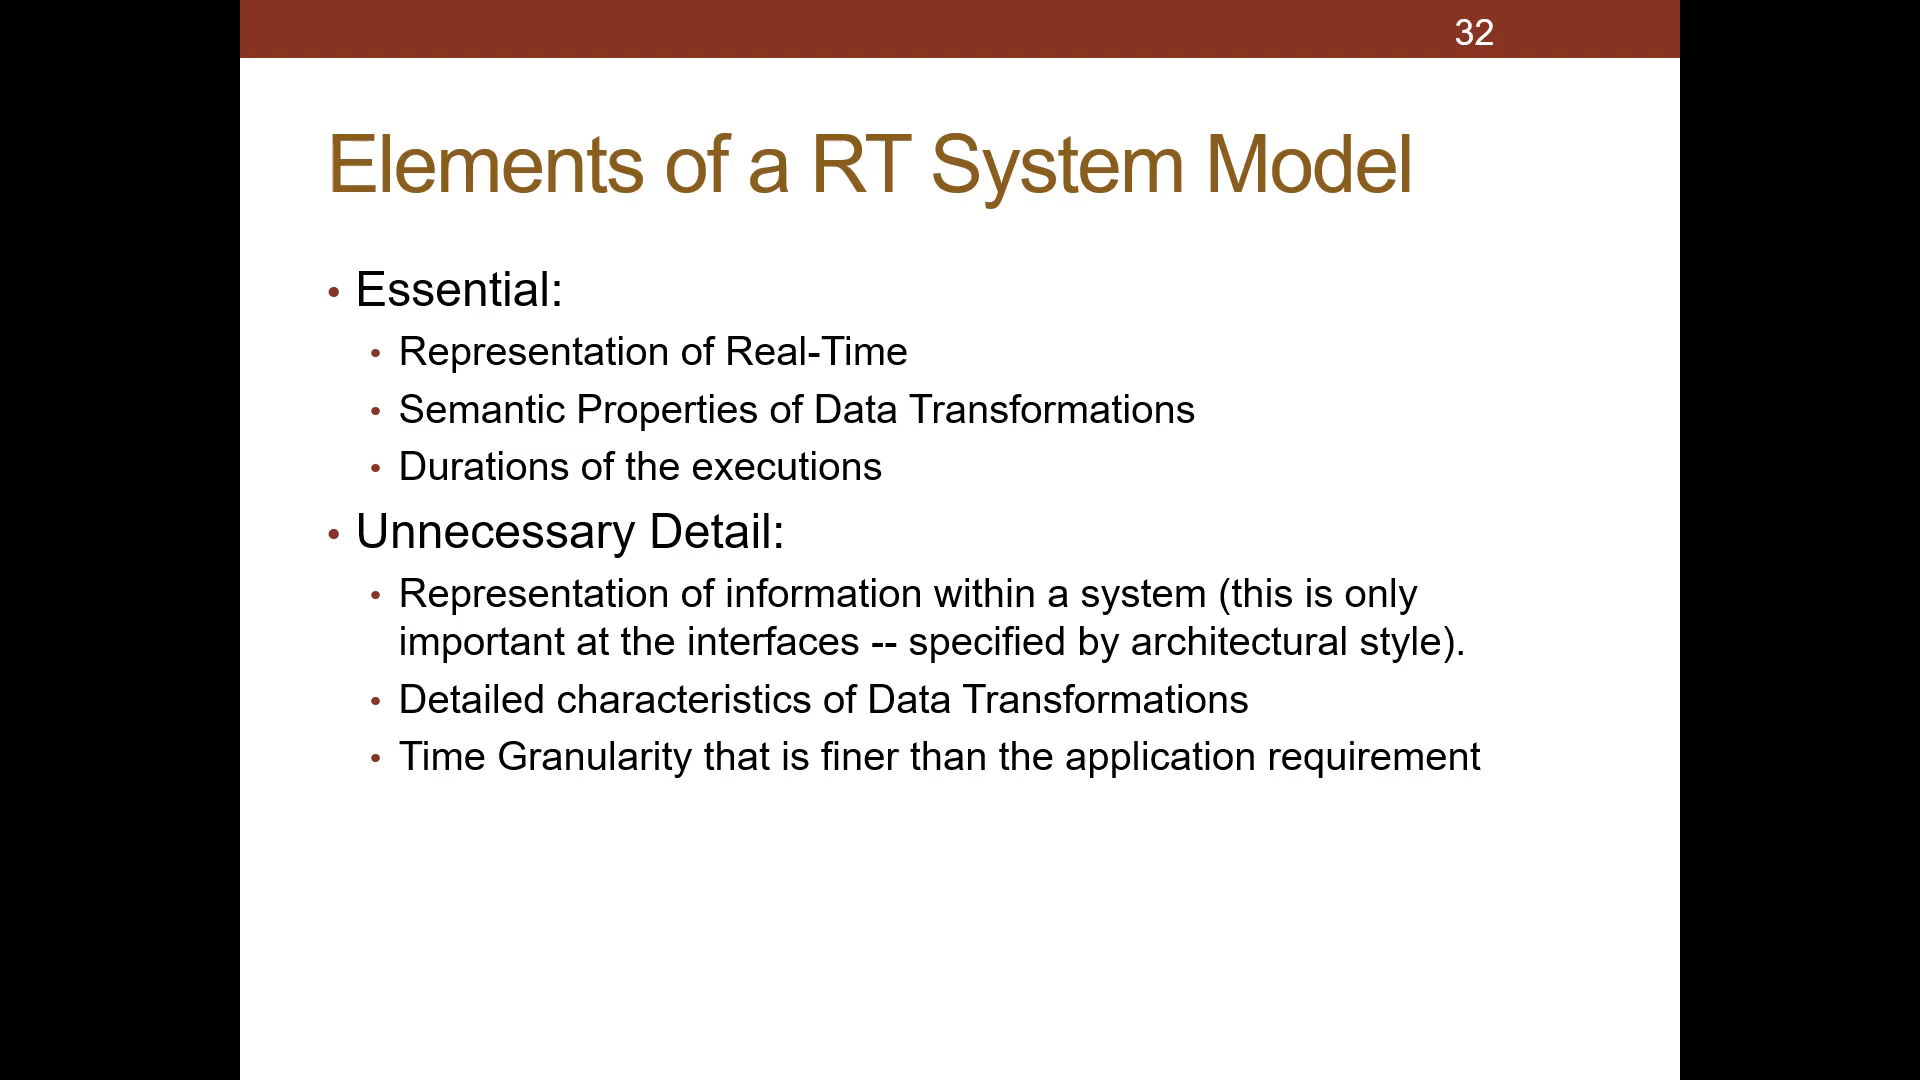 32
Elements of a RT System Model
• Essential:
• Representation of Real-Time
• Semantic Properties of Data Transformations
• Durations of the executions
• Unnecessary Detail:
• Representation of information within a system (this is only
important at the interfaces -- specified by architectural style).
• Detailed characteristics of Data Transformations
• Time Granularity that is finer than the application requirement